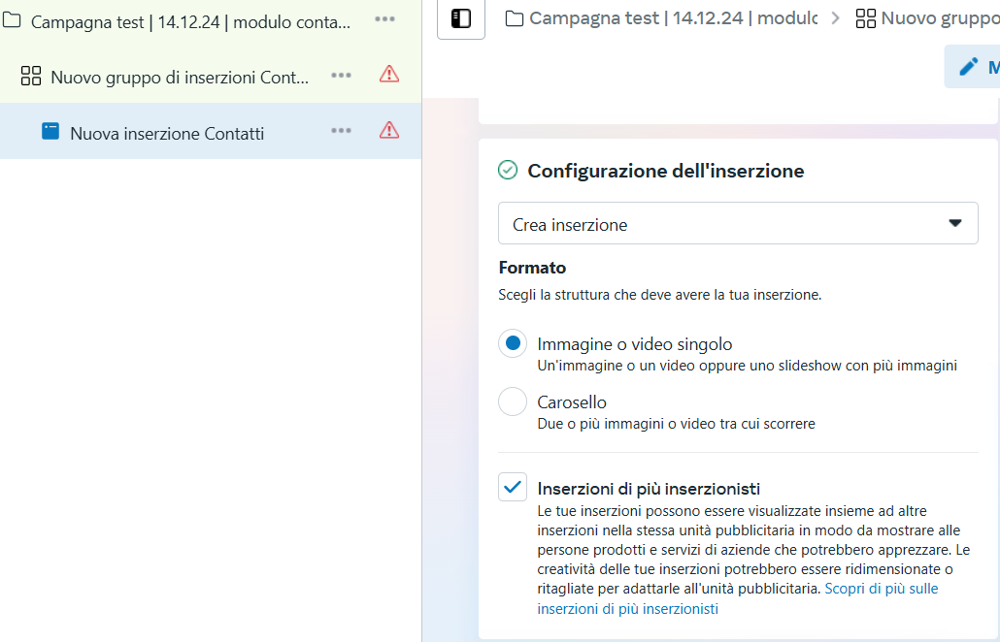 Campagna test | 14.12.24 | modulo conta...
Nuovo gruppo di inserzioni Cont...
Nuova inserzione Contatti
Campagna test | 14.12.24 | modulo
Nuovo gruppo
M
Configurazione dell'inserzione
Crea inserzione
Formato
Scegli la struttura che deve avere la tua inserzione.
Immagine o video singolo
Un'immagine o un video oppure uno slideshow con più immagini
Carosello
Due o più immagini o video tra cui scorrere
Inserzioni di più inserzionisti
Le tue inserzioni possono essere visualizzate insieme ad altre
inserzioni nella stessa unità pubblicitaria in modo da mostrare alle
persone prodotti e servizi di aziende che potrebbero apprezzare. Le
creatività delle tue inserzioni potrebbero essere ridimensionate o
ritagliate per adattarle all'unità pubblicitaria. Scopri di più sulle
inserzioni di più inserzionisti